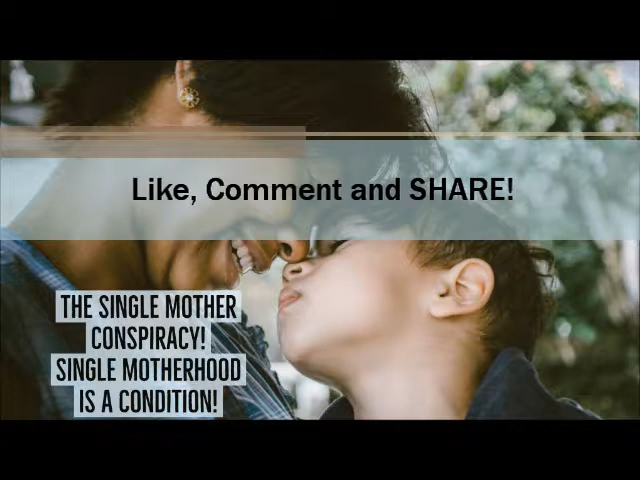 Like, Comment and SHARE!
THE SINGLE MOTHER
CONSPIRACY!
SINGLE MOTHERHOOD
IS A CONDITION!